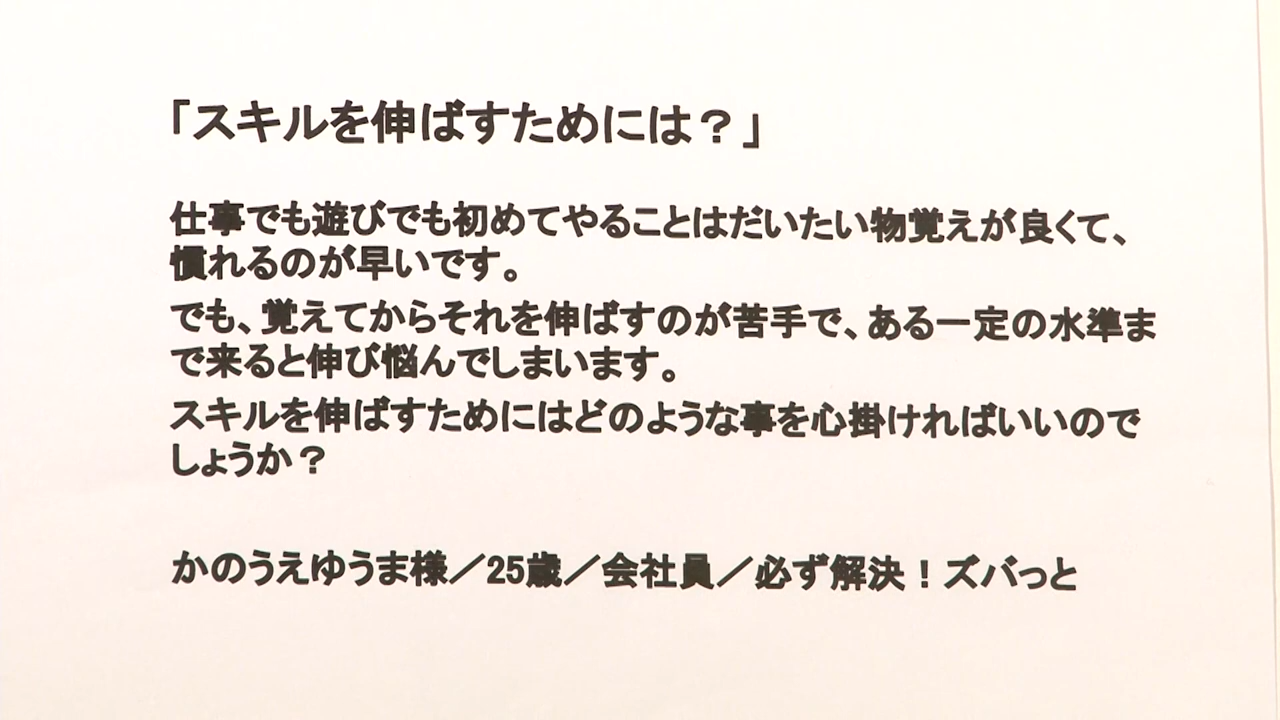 「スキルを伸ばすためには？」
仕事でも遊びでも初めてやることはだいたい物覚えが良くて、
慣れるのが早いです。
でも、覚えてからそれを伸ばすのが苦手で、ある一定の水準ま
で来ると伸び悩んでしまいます。
スキルを伸ばすためにはどのような事を心掛ければいいので
しょうか？
かのうえゆうま様／25歳／会社員／必ず解決！ズバっと